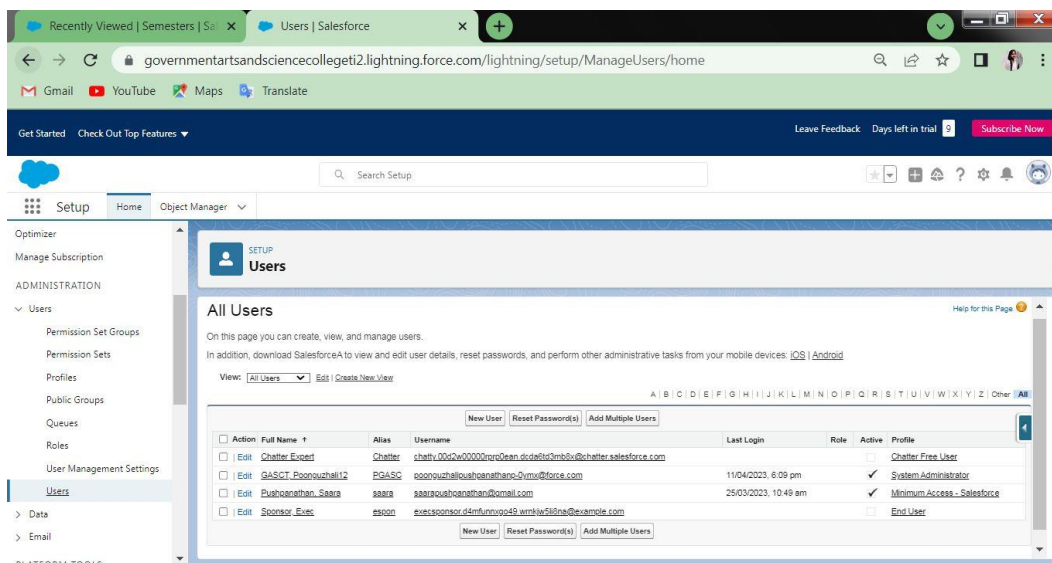 Recently Viewed | Semesters | Sal
Users | Salesforce
governmentartsandsciencecollegeti2.lightning.force.com/lightning/setup/ManageUsers/home
Gmail YouTube Maps Translate
Get Started Check Out Top Features
Leave Feedback Days left in trial 9 Subscribe Now
Search Setup
Setup Home Object Manager
Optimizer
Manage Subscription
ADMINISTRATION
Users
Permission Set Groups
Permission Sets
Profiles
Public Groups
Queues
Roles
User Management Settings
Users
Data
Email
PLATFORM TOOLS
SETUP
Users
All Users
Help for this Page
On this page you can create, view, and manage users.
In addition, download SalesforceA to view and edit user details, reset passwords, and perform other administrative tasks from your mobile devices: iOS | Android
View: All Users Edit | Create New View
A | B | C | D | E | F | G | H | I | J | K | L | M | N | O | P | Q | R | S | T | U | V | W | X | Y | Z | Other All
New User Reset Password(s) Add Multiple Users
Action Full Name ↑ Alias Username Last Login Role Active Profile
Edit Chatter Expert Chatter Chatter Free User
Edit GASCT, Poonguzhali12 PGASC poonguzhalipushpanathanp-0ymx@force.com 11/04/2023, 6:09 pm System Administrator
Edit Pushpanathan, Saara saara saarapushpanathan@gmail.com 25/03/2023, 10:49 am Minimum Access - Salesforce
Edit Sponsor, Exec espon End User
New User Reset Password(s) Add Multiple Users